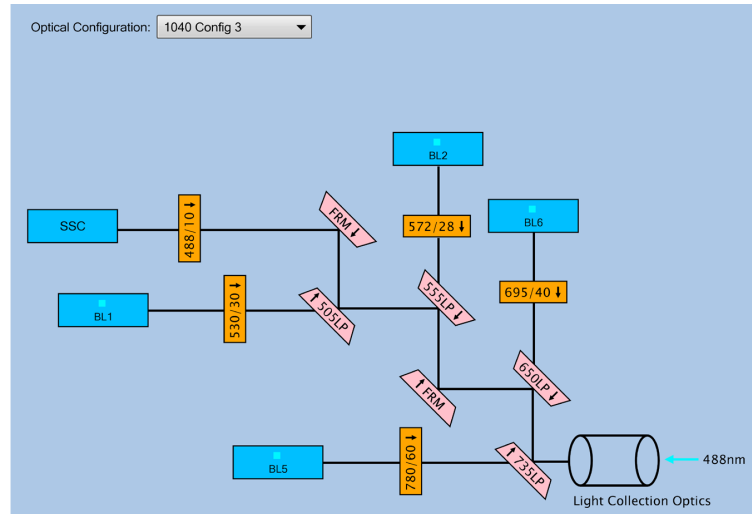 Optical Configuration: 1040 Config 3
BL2
SSC
488/10 ↓
FRM ↓
572/28 ↓
BL6
BL1
530/30 ↓
↑ 505LP
555LP ↓
695/40 ↓
↑ FRM
650LP ↓
BL5
780/60 ↓
↑ 735LP
488nm
Light Collection Optics